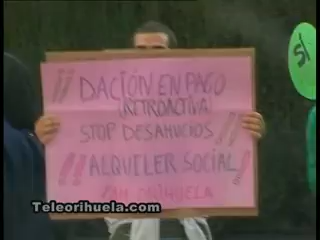 ¡¡ DACIÓN EN PAGO
(RETROACTIVA)
STOP DESAHUCIOS !!
¡¡ ALQUILER SOCIAL !!
PAH ORIHUELA
SÍ
Teleorihuela.com